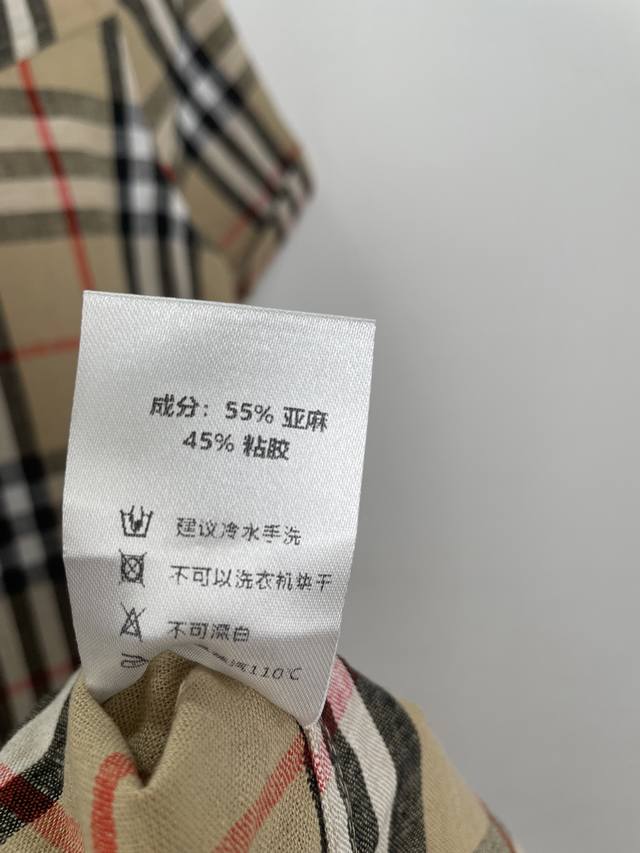 成分：55% 亚麻
45% 粘胶
建议冷水手洗
不可以洗衣机烘干
不可漂白
110℃